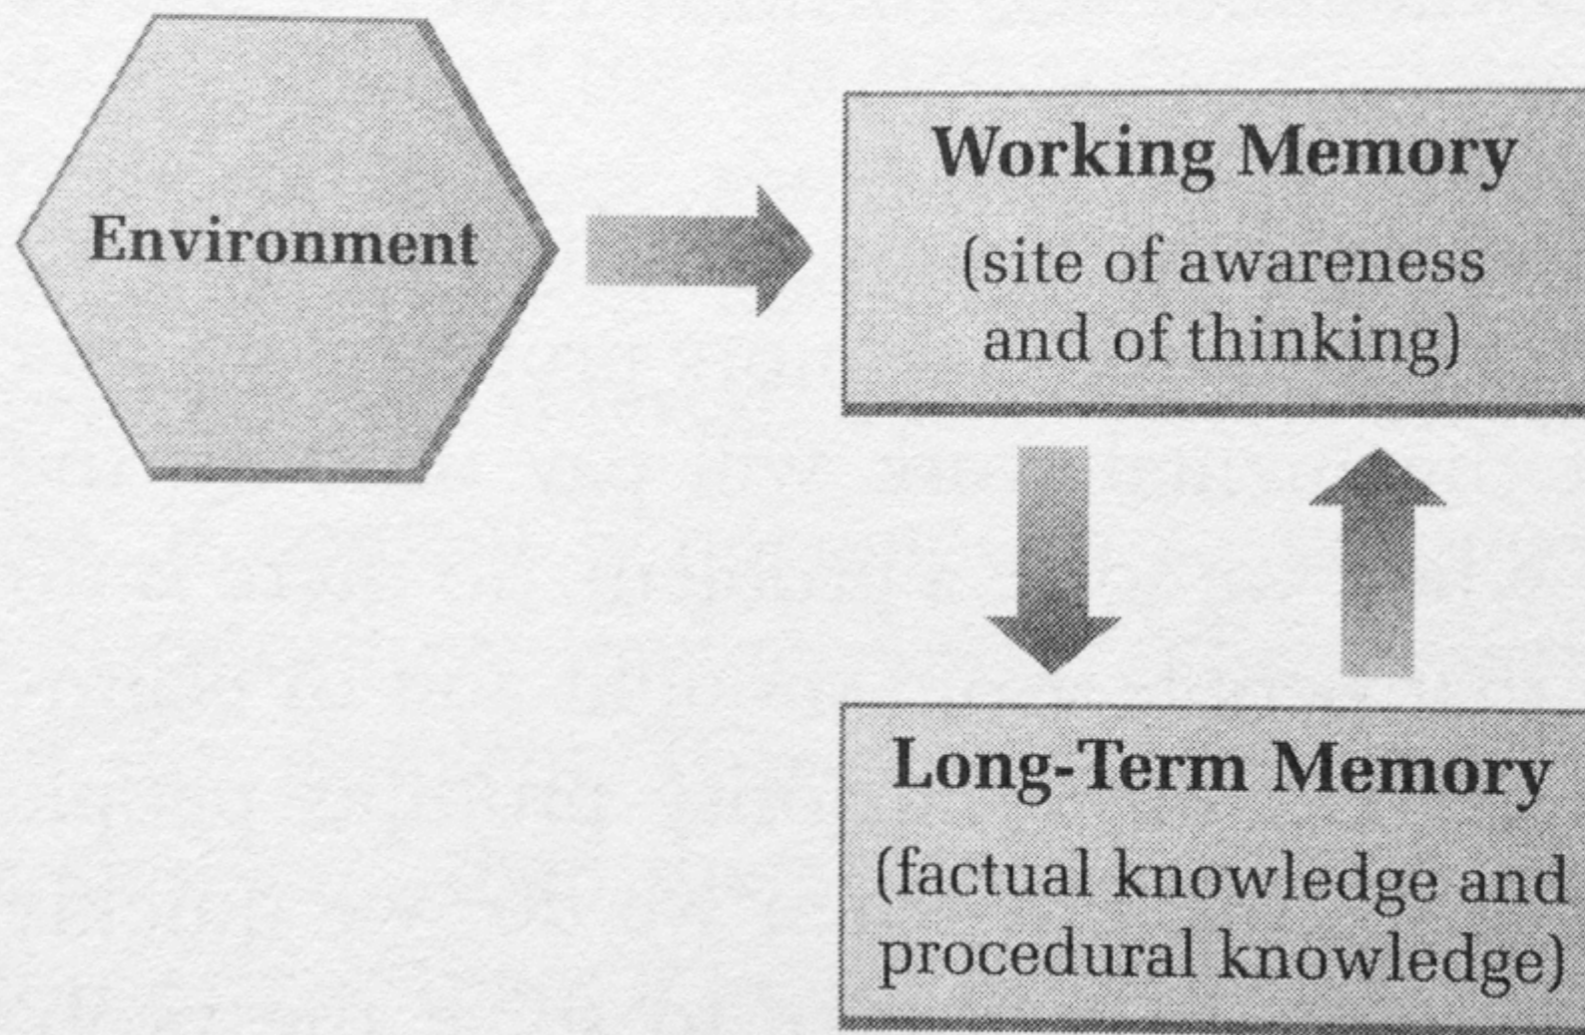 Environment
Working Memory
(site of awareness
and of thinking)
Long-Term Memory
(factual knowledge and
procedural knowledge)